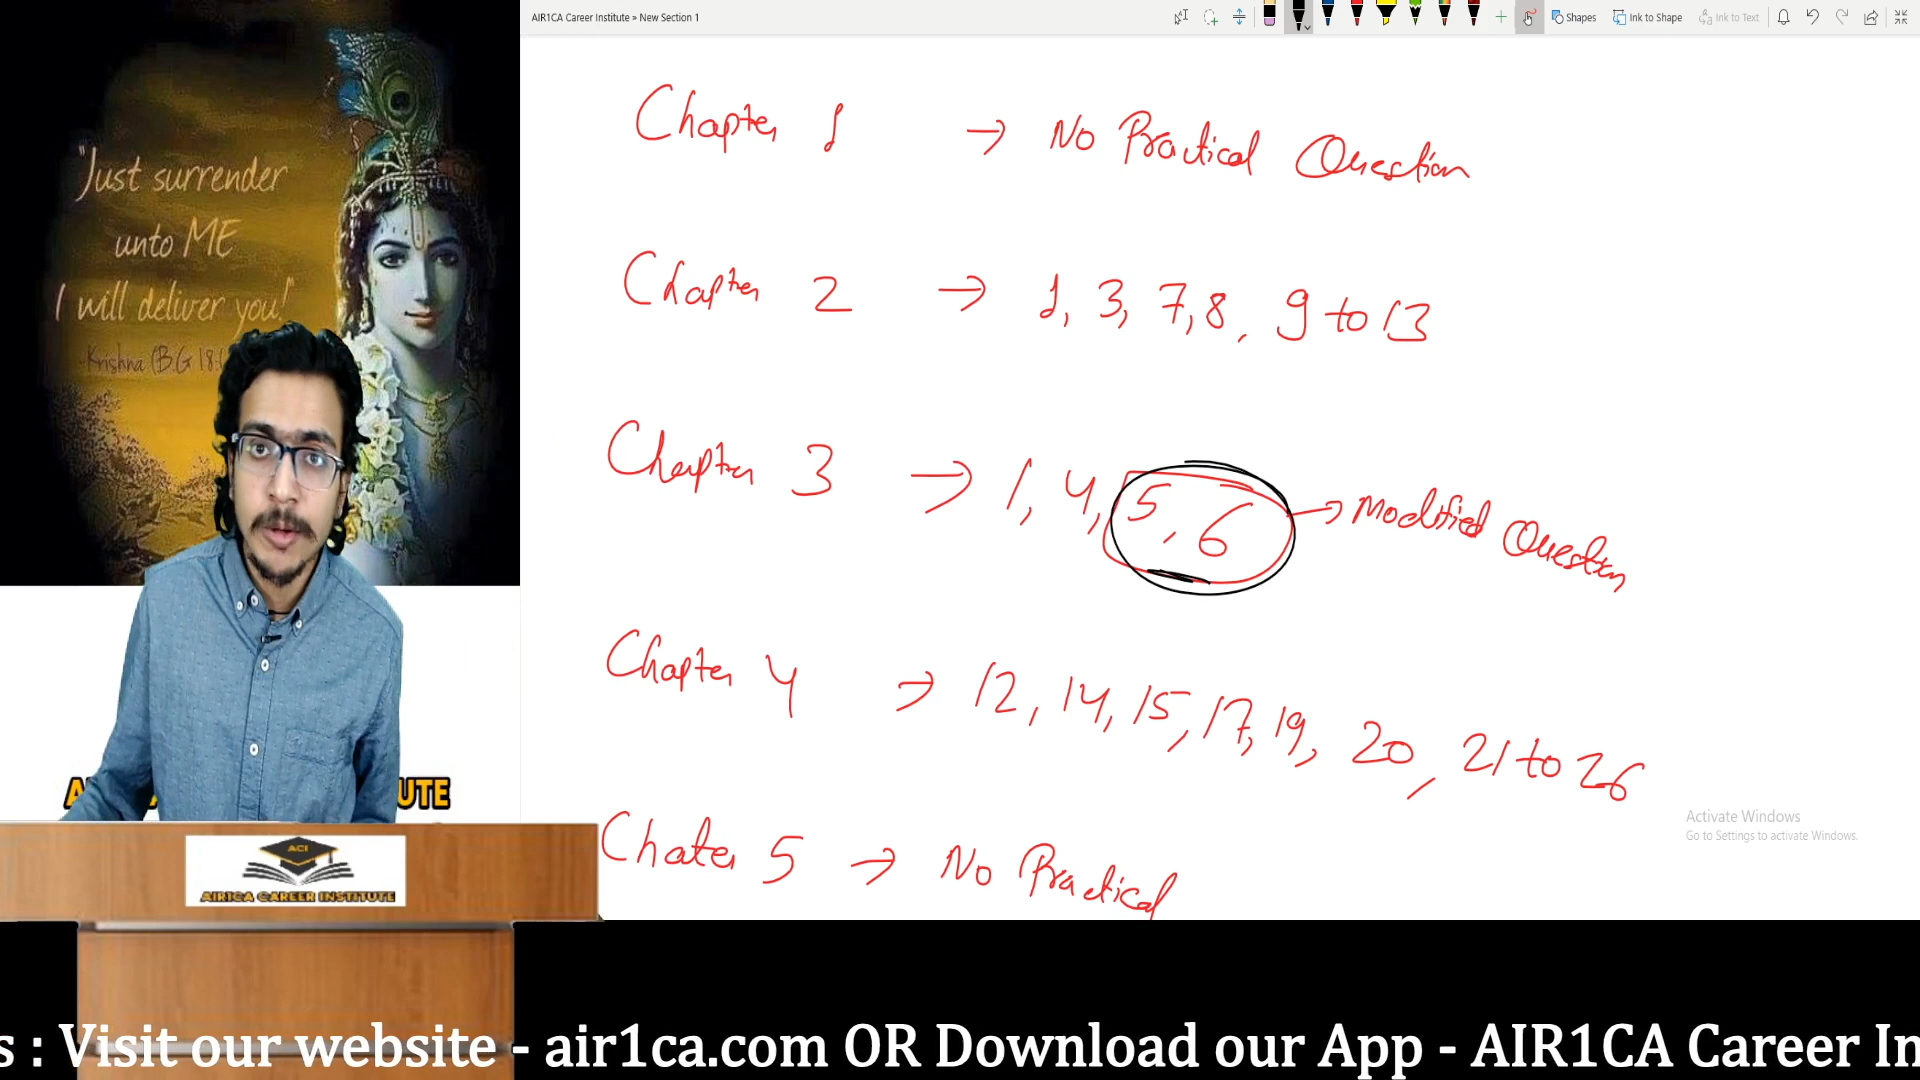 AIR1CA Career Institute » New Section 1
Shapes
Ink to Shape
Ink to Text
"Just surrender
unto ME
I will deliver you!"
-Krishna (B.G 18:
Chapter 1 → No Practical Question
Chapter 2 → 1, 3, 7, 8, 9 to 13
Chapter 3 → 1, 4, 5, 6 → Modified Question
Chapter 4 → 12, 14, 15, 17, 19, 20, 21 to 26
Chater 5 → No Practical
Activate Windows
Go to Settings to activate Windows.
UTE
ACI
AIR1CA CAREER INSTITUTE
s : Visit our website - air1ca.com OR Download our App - AIR1CA Career In